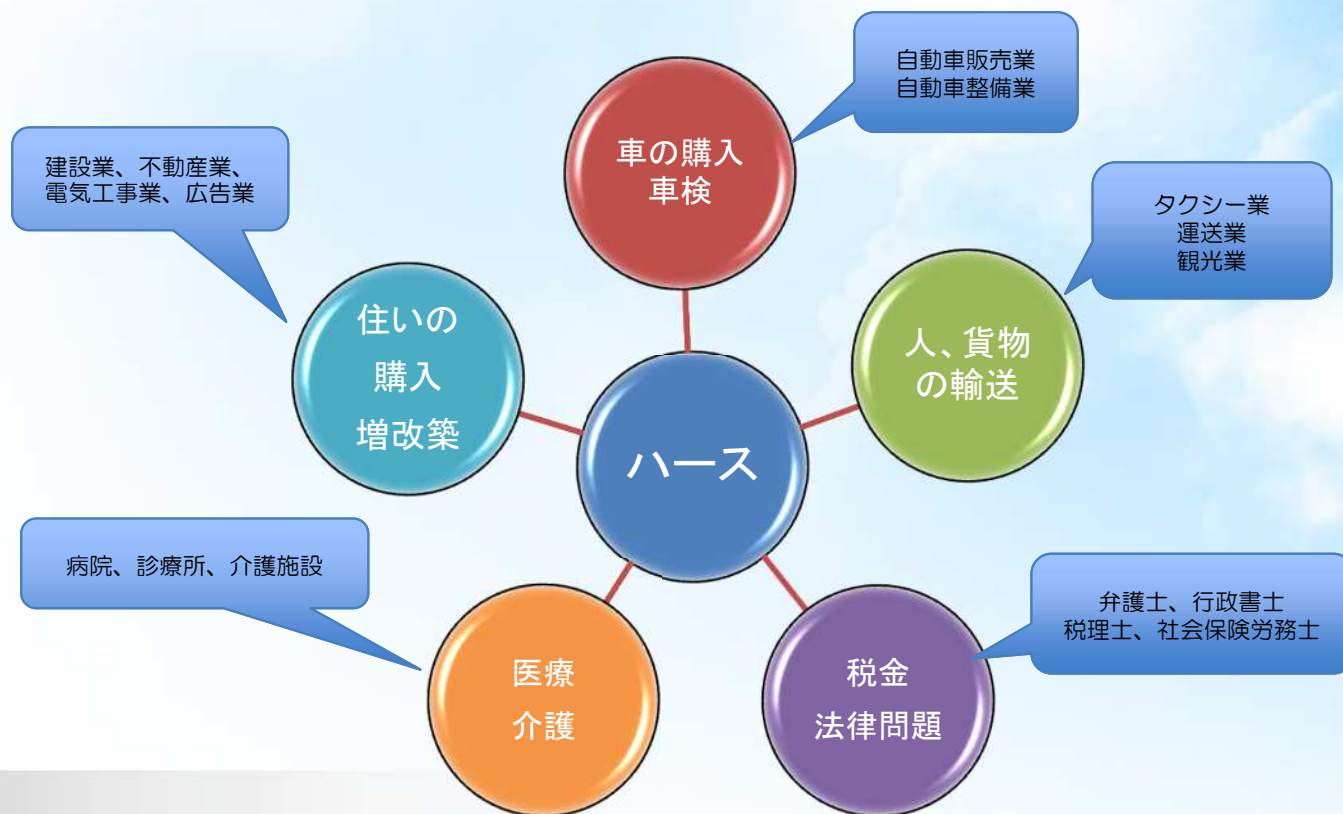 自動車販売業
自動車整備業
車の購入
車検
建設業、不動産業、
電気工事業、広告業
タクシー業
運送業
観光業
住いの
購入
増改築
人、貨物
の輸送
ハース
病院、診療所、介護施設
弁護士、行政書士
税理士、社会保険労務士
医療
介護
税金
法律問題